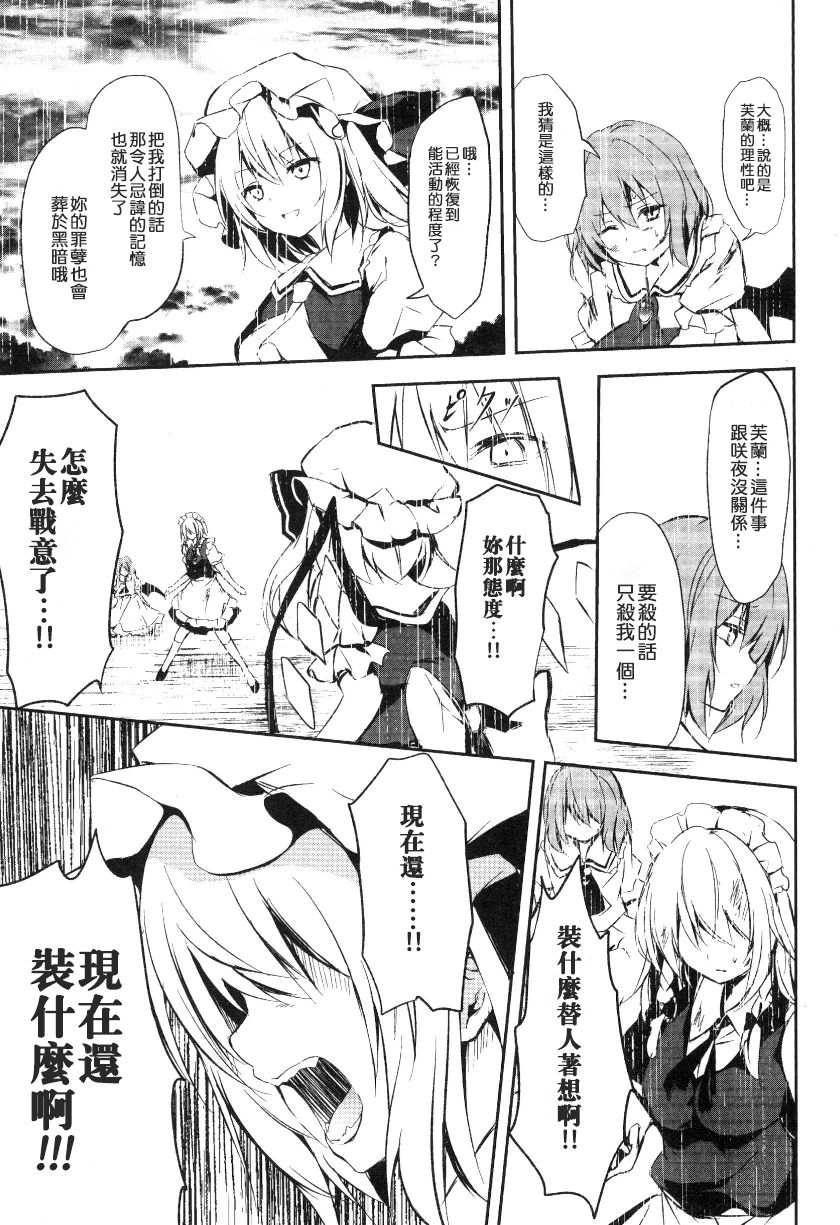 大概…說的是
芙蘭的理性吧…
我猜是這樣的…
哦…
已經恢復到
能活動的程度了?
把我打倒的話
那令人忌諱的記憶
也就消失了
妳的罪孽也會
葬於黑暗哦
芙蘭…這件事
跟咲夜沒關係…
要殺的話
只殺我一個…
ピクッ
什麼啊
妳那態度…!!
怎麼
失去戰意了…!!
裝什麼替人著想啊!!
現在還……!!
現在還
裝什麼啊!!!